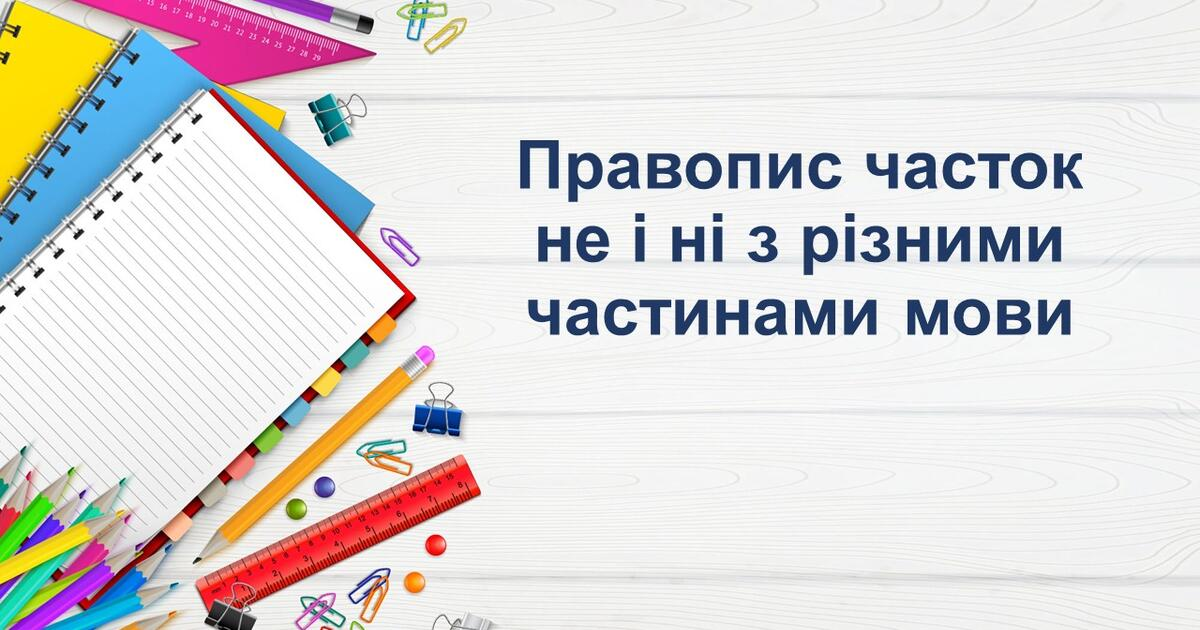 Правопис часток
не і ні з різними
частинами мови